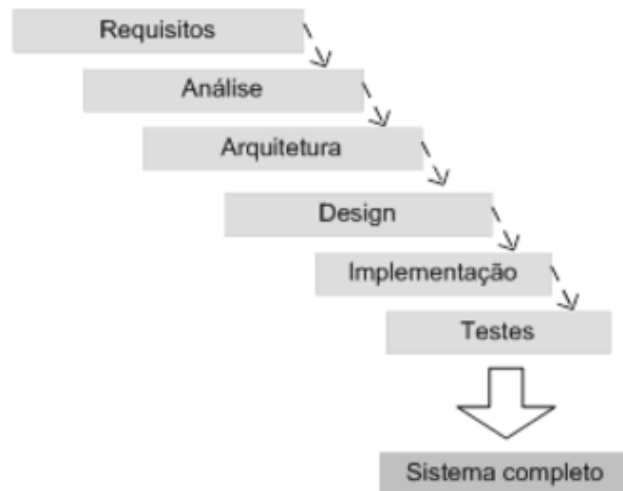 Requisitos
Análise
Arquitetura
Design
Implementação
Testes
Sistema completo